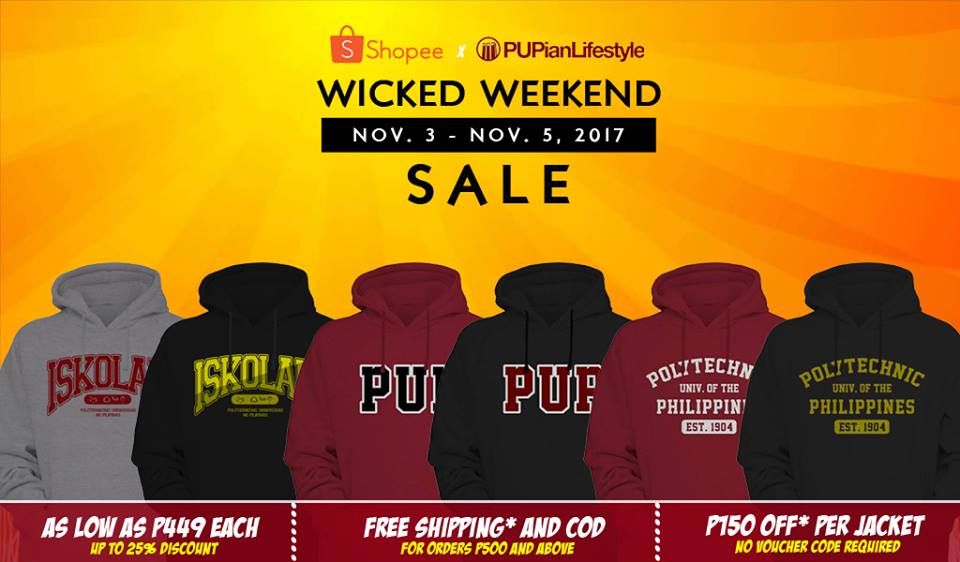 S Shopee x PUPianLifestyle
WICKED WEEKEND
NOV. 3 - NOV. 5, 2017
SALE
ISKOLA
ISKOLA
PUP
POLYTECHNIC
UNIV. OF THE
PHILIPPINES
EST. 1904
POLYTECHNIC
UNIV. OF THE
PHILIPPINES
EST. 1904
AS LOW AS P449 EACH
UP TO 25% DISCOUNT
FREE SHIPPING* AND COD
FOR ORDERS P500 AND ABOVE
P150 OFF* PER JACKET
NO VOUCHER CODE REQUIRED